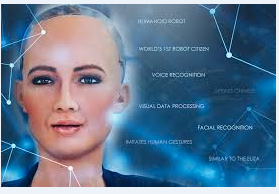 HUMANOID ROBOT
WORLD'S 1ST ROBOT CITIZEN
VOICE RECOGNITION
VISUAL DATA PROCESSING
FACIAL RECOGNITION
IMITATES HUMAN GESTURES
SIMILAR TO THE ELIZA